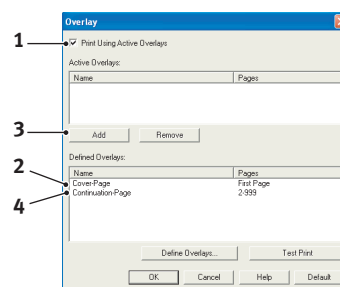 Overlay
1
Print Using Active Overlays
Active Overlays:
Name Pages
3
Add Remove
Defined Overlays:
2
Name Pages
Cover-Page First Page
4
Continuation-Page 2-999
Define Overlays... Test Print
OK Cancel Help Default